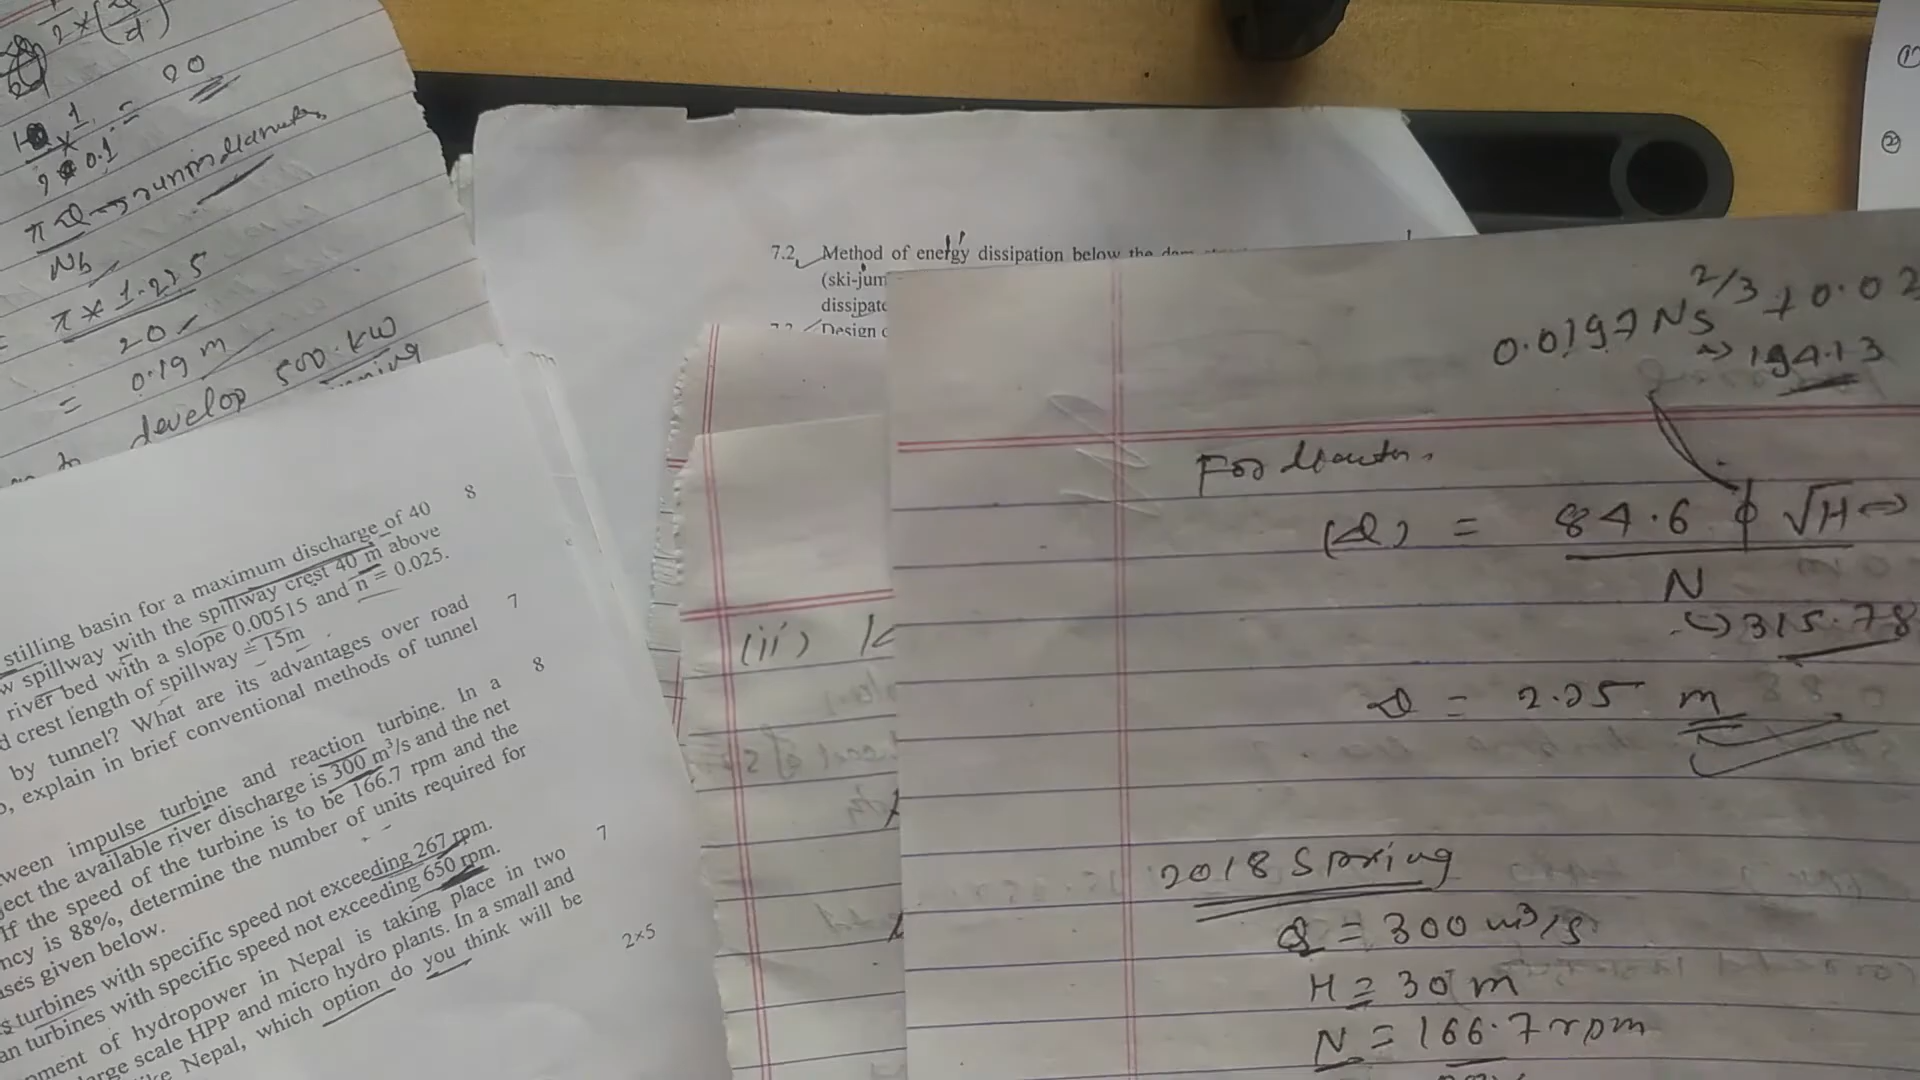 = 20
0.1
πD → runner diameter
Nb
= π * 1.225
20
= 0.19 m
develop 500 kW
stilling basin for a maximum discharge of 40 8
w spillway with the spillway crest 40 m above
river bed with a slope 0.00515 and n = 0.025.
d crest length of spillway = 15m
by tunnel? What are its advantages over road 7
o, explain in brief conventional methods of tunnel
ween impulse turbine and reaction turbine. In a 8
ject the available river discharge is 300 m³/s and the net
If the speed of the turbine is to be 166.7 rpm and the
ncy is 88%, determine the number of units required for
ases given below.
s turbines with specific speed not exceeding 267 rpm.
an turbines with specific speed not exceeding 650 rpm.
pment of hydropower in Nepal is taking place in two 7
arge scale HPP and micro hydro plants. In a small and
ke Nepal, which option do you think will be
2×5
7.2 Method of energy dissipation below the dam
(ski-jum
dissipate
Design
(ii)
0.0197 Ns^2/3 + 0.02
→ 194.13
For diameter,
(D) = 84.6 ϕ √H
N
→ 315.78
D = 2.25 m
2018 Spring
Q = 300 m³/s
H = 30 m
N = 166.7 rpm
①
②